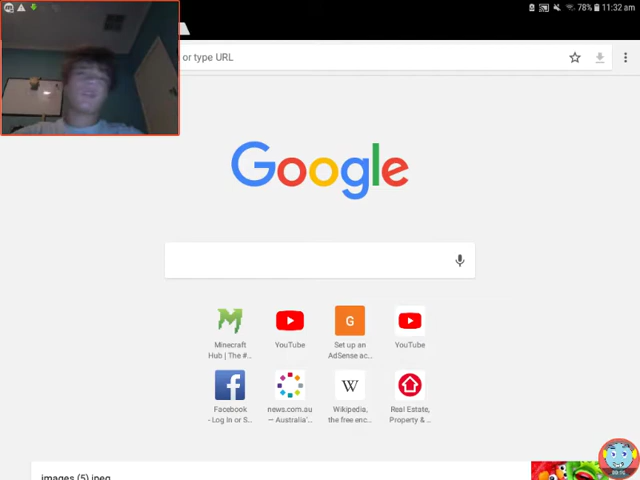 78% 11:32 am
or type URL
Google
Minecraft
Hub | The #...
YouTube
G
Set up an
AdSense ac...
YouTube
Facebook
- Log In or S...
news.com.au
— Australia'...
W
Wikipedia,
the free enc...
Real Estate,
Property & ...
images (5).jpeg